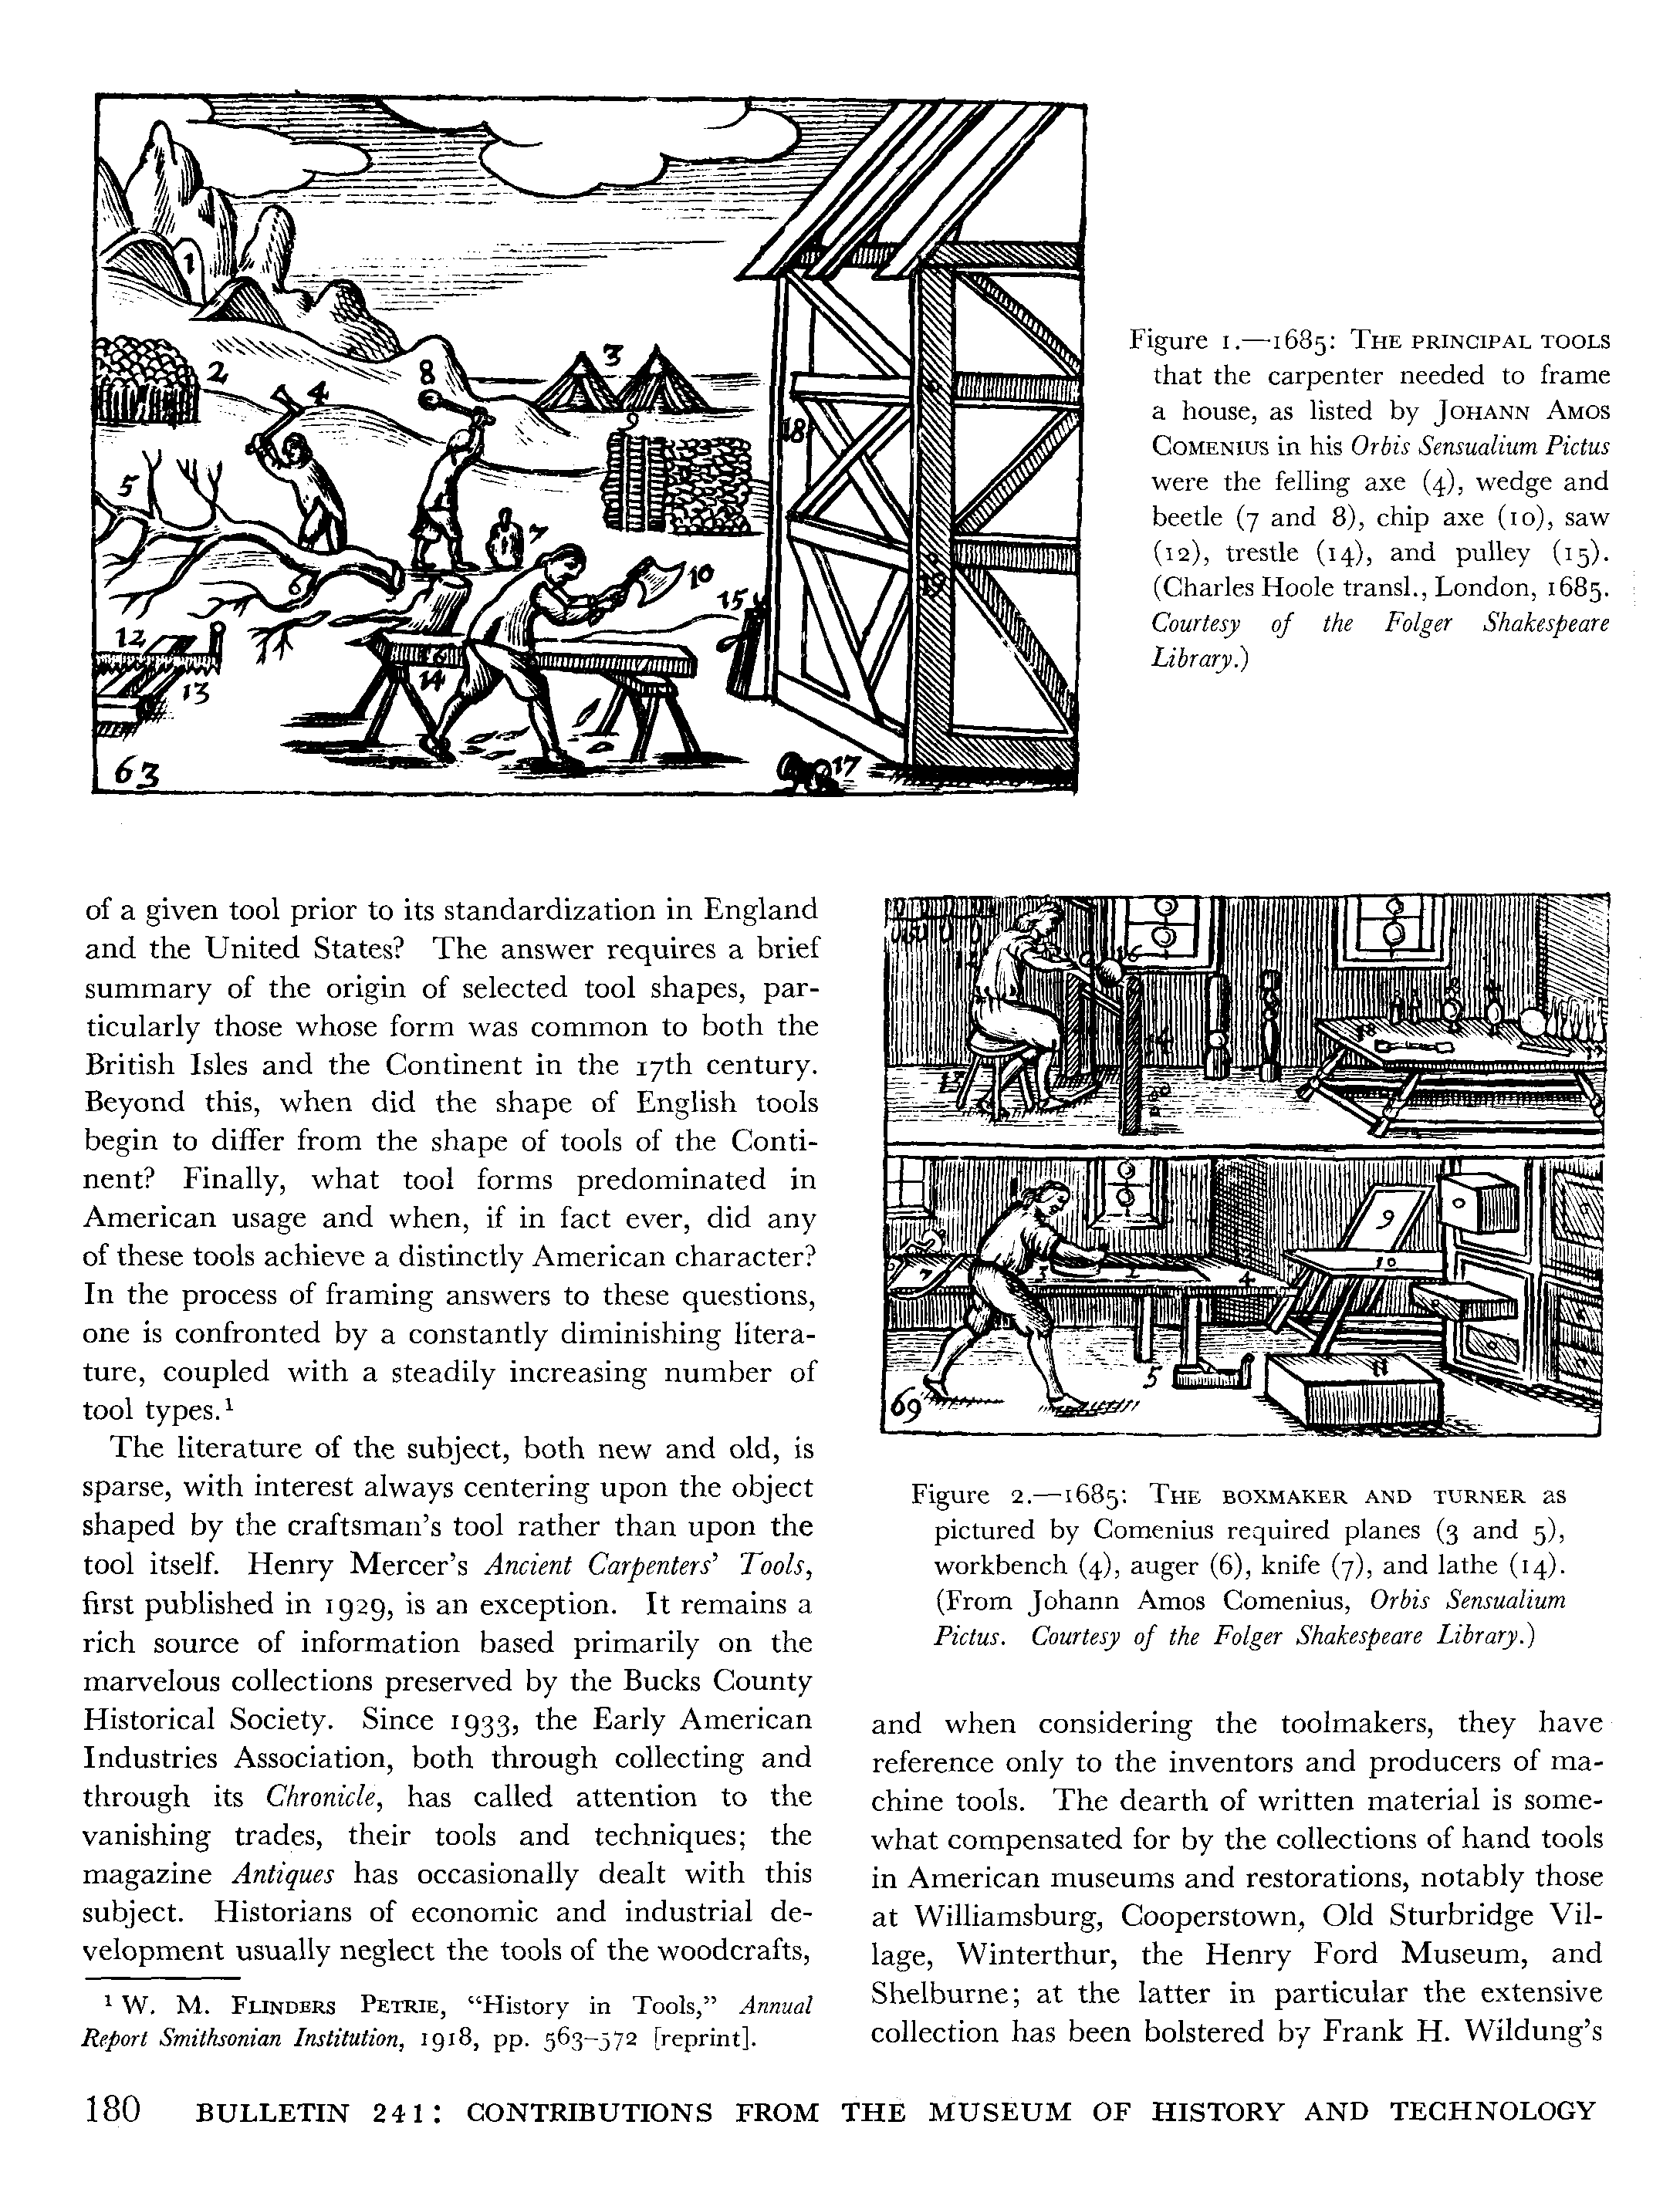 1
2
3
4
8
9
5
18
7
6
10
15
19
12
16
14
13
17
63
Figure 1.—1685: THE PRINCIPAL TOOLS
that the carpenter needed to frame
a house, as listed by JOHANN AMOS
COMENIUS in his Orbis Sensualium Pictus
were the felling axe (4), wedge and
beetle (7 and 8), chip axe (10), saw
(12), trestle (14), and pulley (15).
(Charles Hoole transl., London, 1685.
Courtesy of the Folger Shakespeare
Library.)
of a given tool prior to its standardization in England
and the United States? The answer requires a brief
summary of the origin of selected tool shapes, par-
ticularly those whose form was common to both the
British Isles and the Continent in the 17th century.
Beyond this, when did the shape of English tools
begin to differ from the shape of tools of the Conti-
nent? Finally, what tool forms predominated in
American usage and when, if in fact ever, did any
of these tools achieve a distinctly American character?
In the process of framing answers to these questions,
one is confronted by a constantly diminishing litera-
ture, coupled with a steadily increasing number of
tool types.¹
The literature of the subject, both new and old, is
sparse, with interest always centering upon the object
shaped by the craftsman's tool rather than upon the
tool itself. Henry Mercer's Ancient Carpenters' Tools,
first published in 1929, is an exception. It remains a
rich source of information based primarily on the
marvelous collections preserved by the Bucks County
Historical Society. Since 1933, the Early American
Industries Association, both through collecting and
through its Chronicle, has called attention to the
vanishing trades, their tools and techniques; the
magazine Antiques has occasionally dealt with this
subject. Historians of economic and industrial de-
velopment usually neglect the tools of the woodcrafts,
¹ W. M. FLINDERS PETRIE, “History in Tools,” Annual
Report Smithsonian Institution, 1918, pp. 563–572 [reprint].
16
14
13
18
9
10
7
3
4
11
5
69
Figure 2.—1685: THE BOXMAKER AND TURNER as
pictured by Comenius required planes (3 and 5),
workbench (4), auger (6), knife (7), and lathe (14).
(From Johann Amos Comenius, Orbis Sensualium
Pictus. Courtesy of the Folger Shakespeare Library.)
and when considering the toolmakers, they have
reference only to the inventors and producers of ma-
chine tools. The dearth of written material is some-
what compensated for by the collections of hand tools
in American museums and restorations, notably those
at Williamsburg, Cooperstown, Old Sturbridge Vil-
lage, Winterthur, the Henry Ford Museum, and
Shelburne; at the latter in particular the extensive
collection has been bolstered by Frank H. Wildung's
180 BULLETIN 241: CONTRIBUTIONS FROM THE MUSEUM OF HISTORY AND TECHNOLOGY